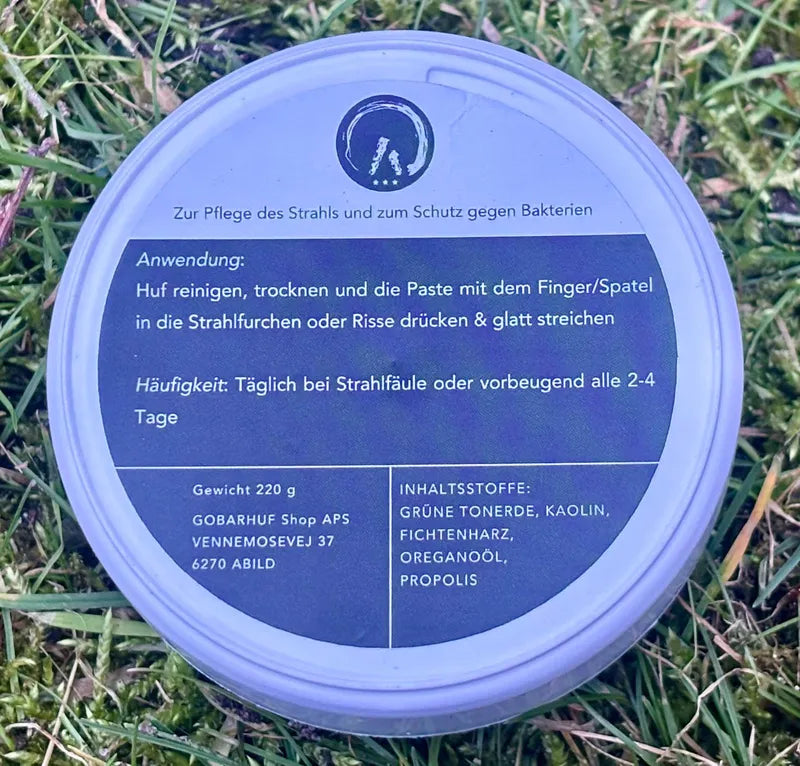 Zur Pflege des Strahls und zum Schutz gegen Bakterien
Anwendung:
Huf reinigen, trocknen und die Paste mit dem Finger/Spatel
in die Strahlfurchen oder Risse drücken & glatt streichen
Häufigkeit: Täglich bei Strahlfäule oder vorbeugend alle 2-4
Tage
Gewicht 220 g
GOBARHUF Shop APS
VENNEMOSEVEJ 37
6270 ABILD
INHALTSSTOFFE:
GRÜNE TONERDE, KAOLIN,
FICHTENHARZ,
OREGANOÖL,
PROPOLIS